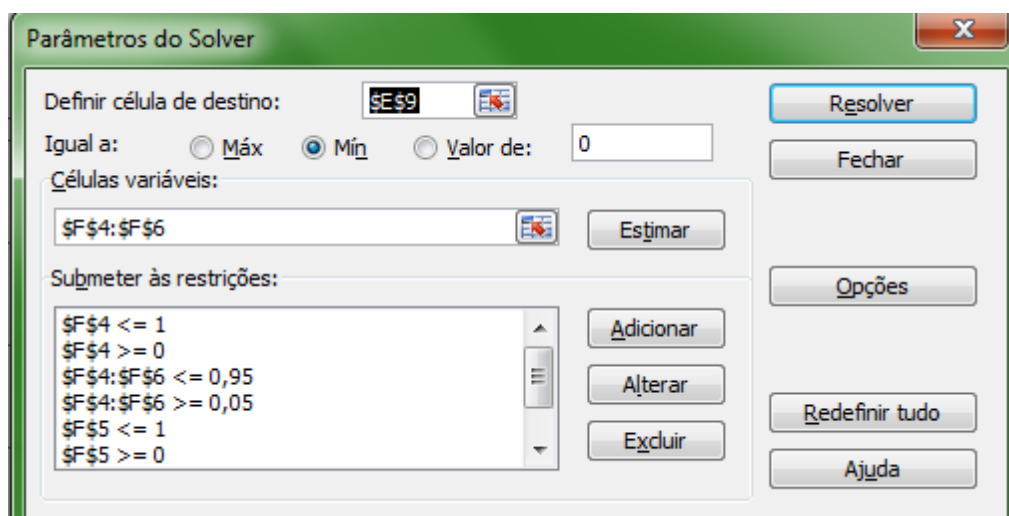 Parâmetros do Solver
Definir célula de destino: $E$9
Resolver
Igual a: Máx Mín Valor de: 0
Fechar
Células variáveis:
$F$4:$F$6
Estimar
Submeter às restrições:
Opções
$F$4 <= 1
$F$4 >= 0
$F$4:$F$6 <= 0,95
$F$4:$F$6 >= 0,05
$F$5 <= 1
$F$5 >= 0
Adicionar
Alterar
Excluir
Redefinir tudo
Ajuda